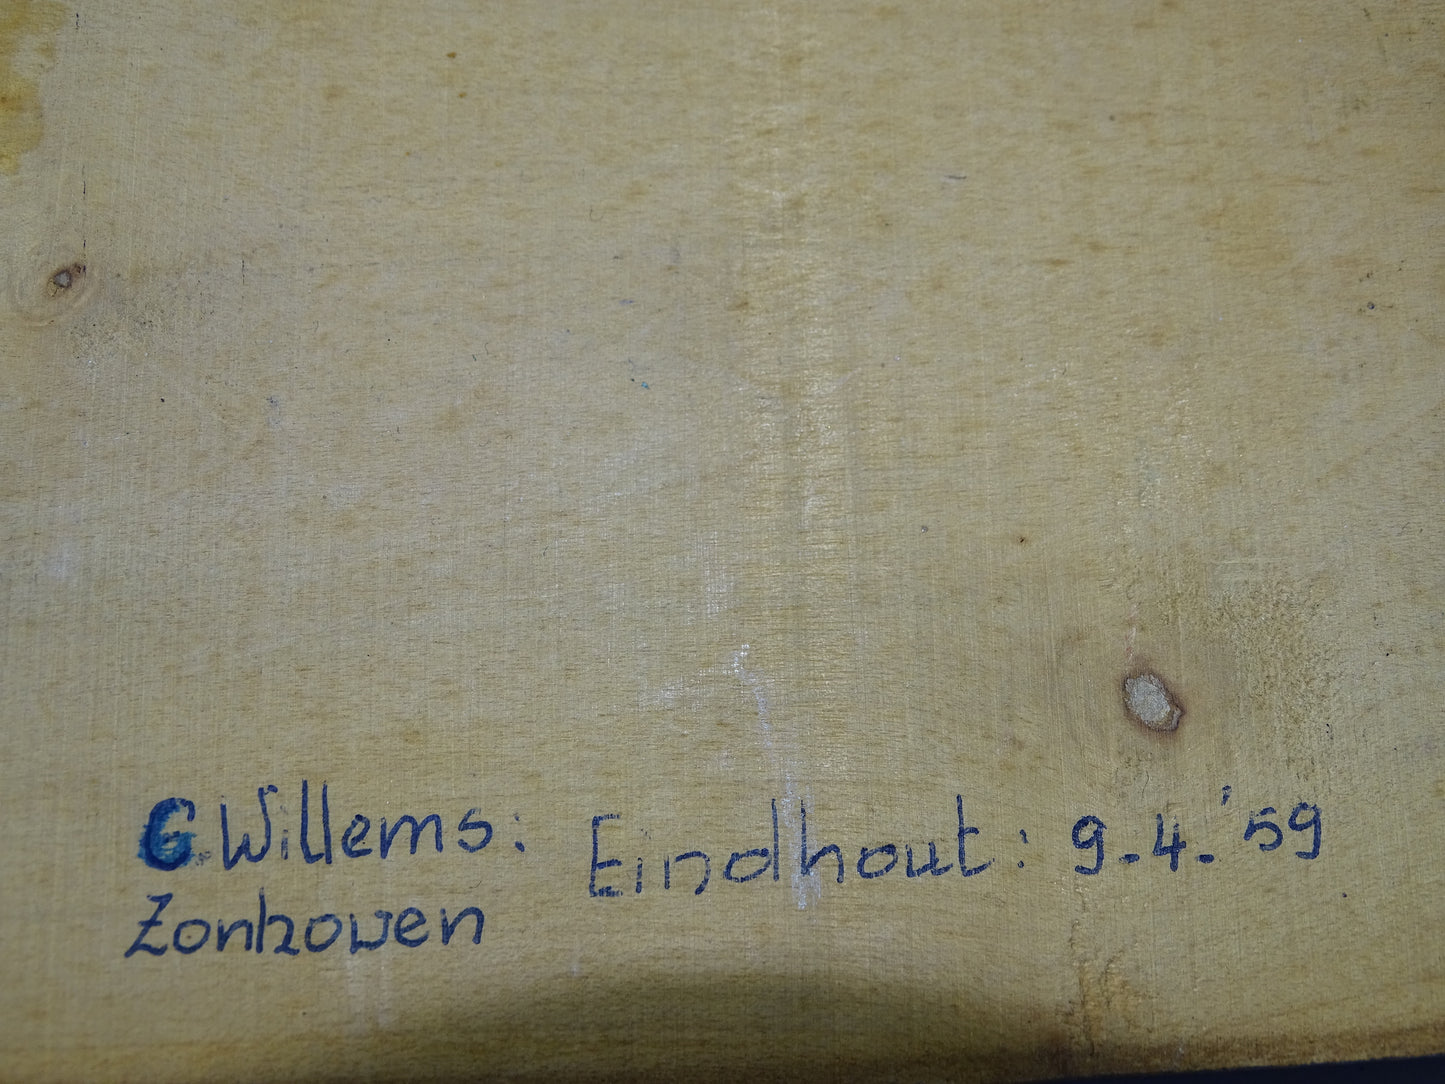 G. Willems: Eindhout: 9-4-'59
Zonhoven